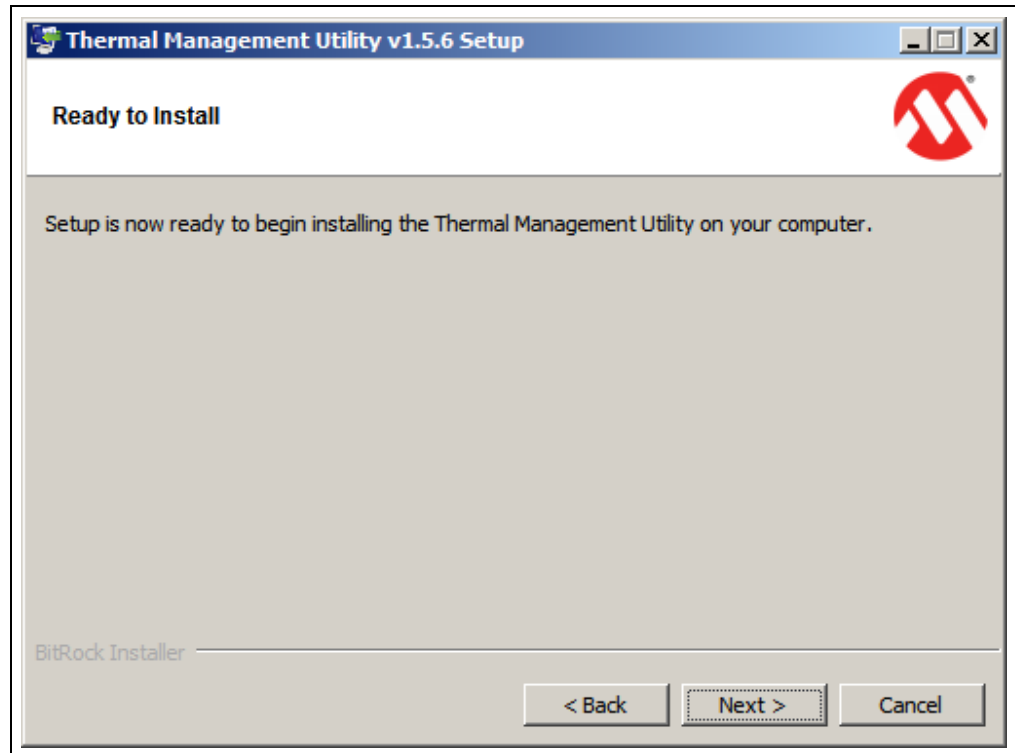 Thermal Management Utility v1.5.6 Setup
Ready to Install
Setup is now ready to begin installing the Thermal Management Utility on your computer.
BitRock Installer
< Back Next > Cancel